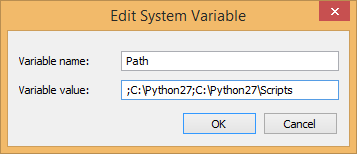 Edit System Variable
Variable name: Path
Variable value: ;C:\Python27;C:\Python27\Scripts
OK Cancel